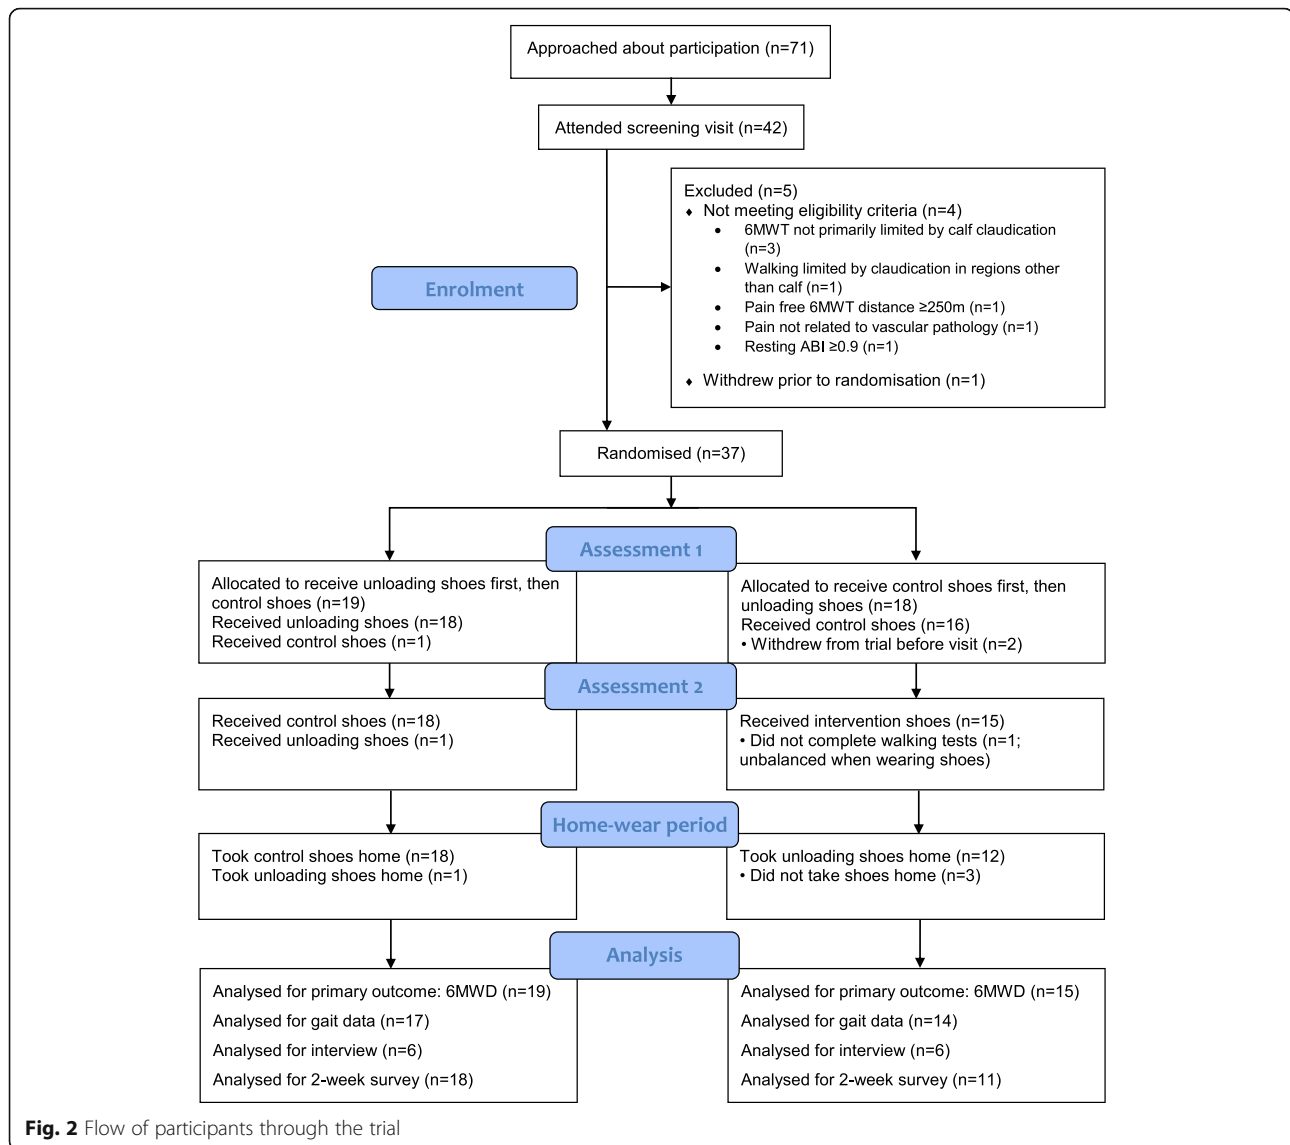 Approached about participation (n=71)
Attended screening visit (n=42)
Excluded (n=5)
♦ Not meeting eligibility criteria (n=4)
• 6MWT not primarily limited by calf claudication
(n=3)
• Walking limited by claudication in regions other
than calf (n=1)
• Pain free 6MWT distance ≥250m (n=1)
• Pain not related to vascular pathology (n=1)
• Resting ABI ≥0.9 (n=1)
♦ Withdrew prior to randomisation (n=1)
Enrolment
Randomised (n=37)
Assessment 1
Allocated to receive unloading shoes first, then
control shoes (n=19)
Received unloading shoes (n=18)
Received control shoes (n=1)
Allocated to receive control shoes first, then
unloading shoes (n=18)
Received control shoes (n=16)
• Withdrew from trial before visit (n=2)
Assessment 2
Received control shoes (n=18)
Received unloading shoes (n=1)
Received intervention shoes (n=15)
• Did not complete walking tests (n=1;
unbalanced when wearing shoes)
Home-wear period
Took control shoes home (n=18)
Took unloading shoes home (n=1)
Took unloading shoes home (n=12)
• Did not take shoes home (n=3)
Analysis
Analysed for primary outcome: 6MWD (n=19)
Analysed for gait data (n=17)
Analysed for interview (n=6)
Analysed for 2-week survey (n=18)
Analysed for primary outcome: 6MWD (n=15)
Analysed for gait data (n=14)
Analysed for interview (n=6)
Analysed for 2-week survey (n=11)
Fig. 2 Flow of participants through the trial